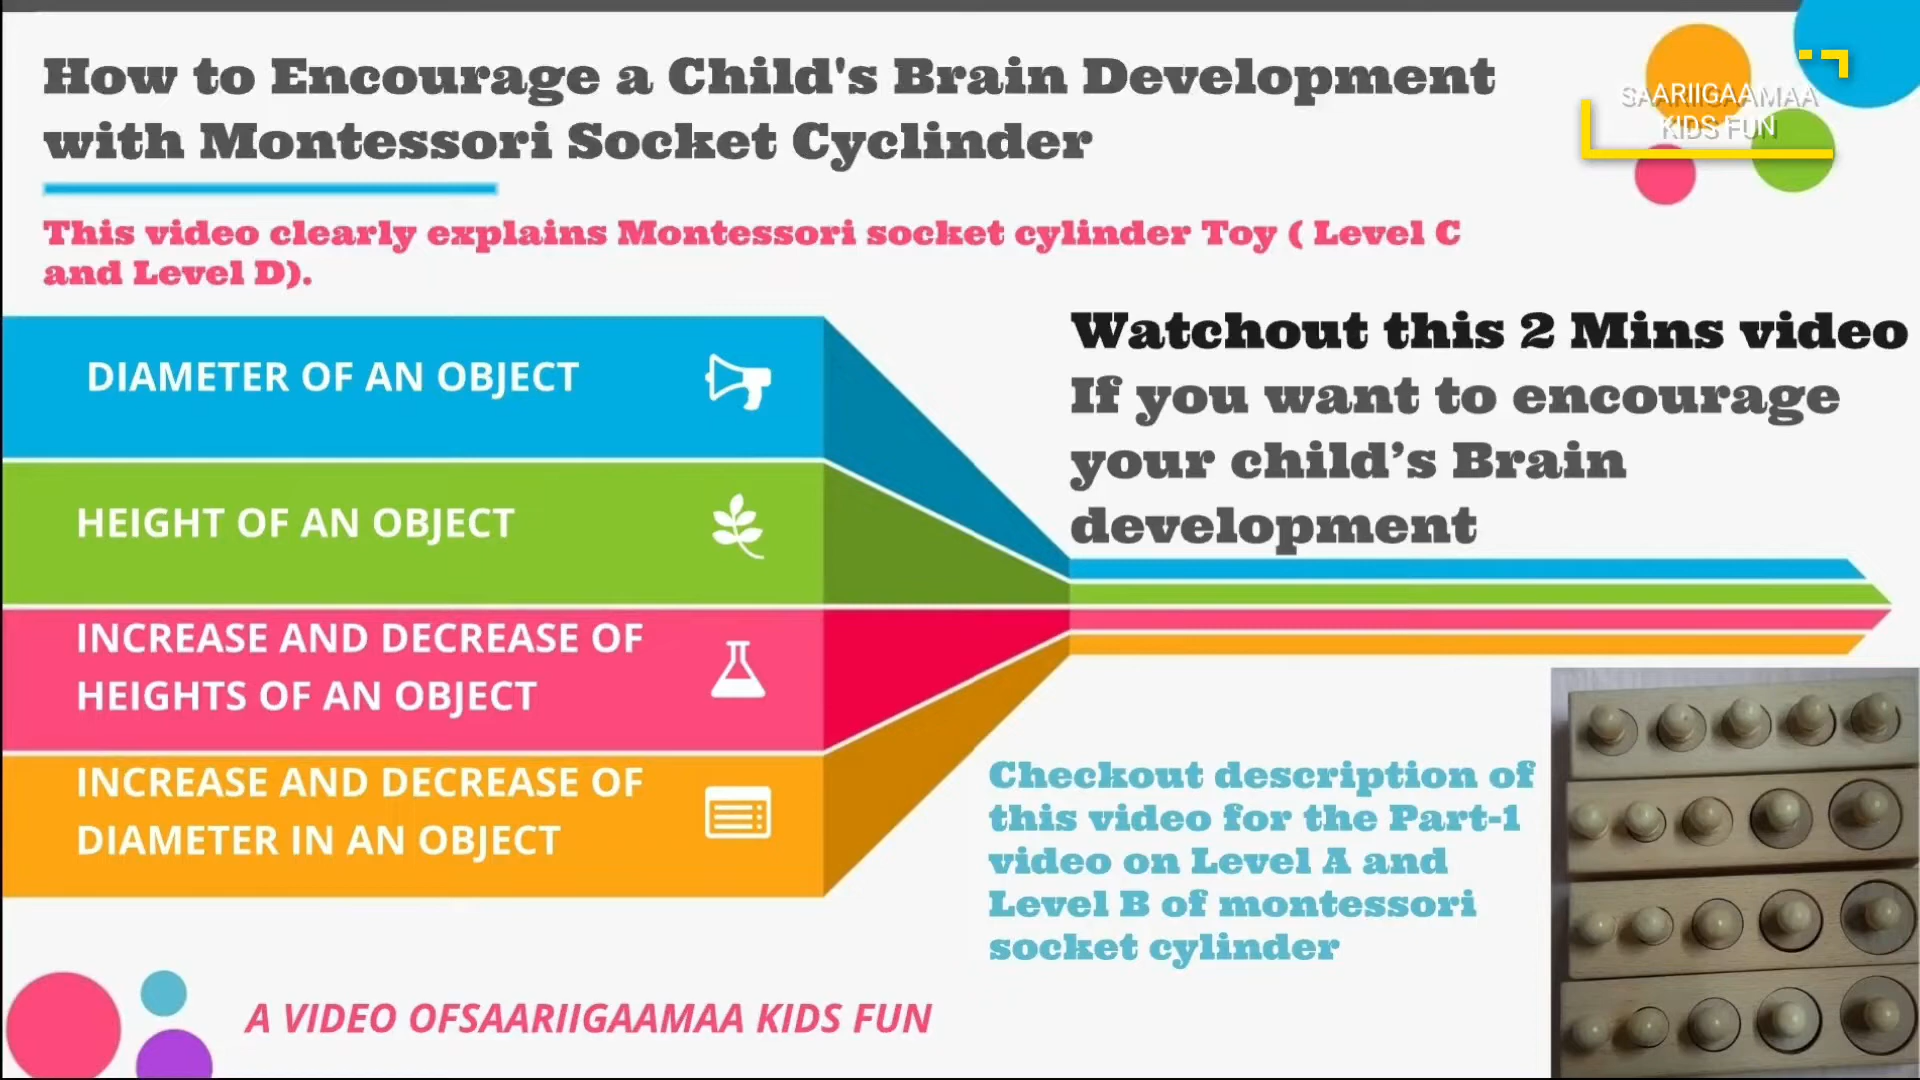 How to Encourage a Child's Brain Development
with Montessori Socket Cyclinder
SAARIIGAAMAA
KIDS FUN
This video clearly explains Montessori socket cylinder Toy ( Level C
and Level D).
DIAMETER OF AN OBJECT
HEIGHT OF AN OBJECT
INCREASE AND DECREASE OF
HEIGHTS OF AN OBJECT
INCREASE AND DECREASE OF
DIAMETER IN AN OBJECT
Watchout this 2 Mins video
If you want to encourage
your child’s Brain
development
Checkout description of
this video for the Part-1
video on Level A and
Level B of montessori
socket cylinder
A VIDEO OFSAARIIGAAMAA KIDS FUN